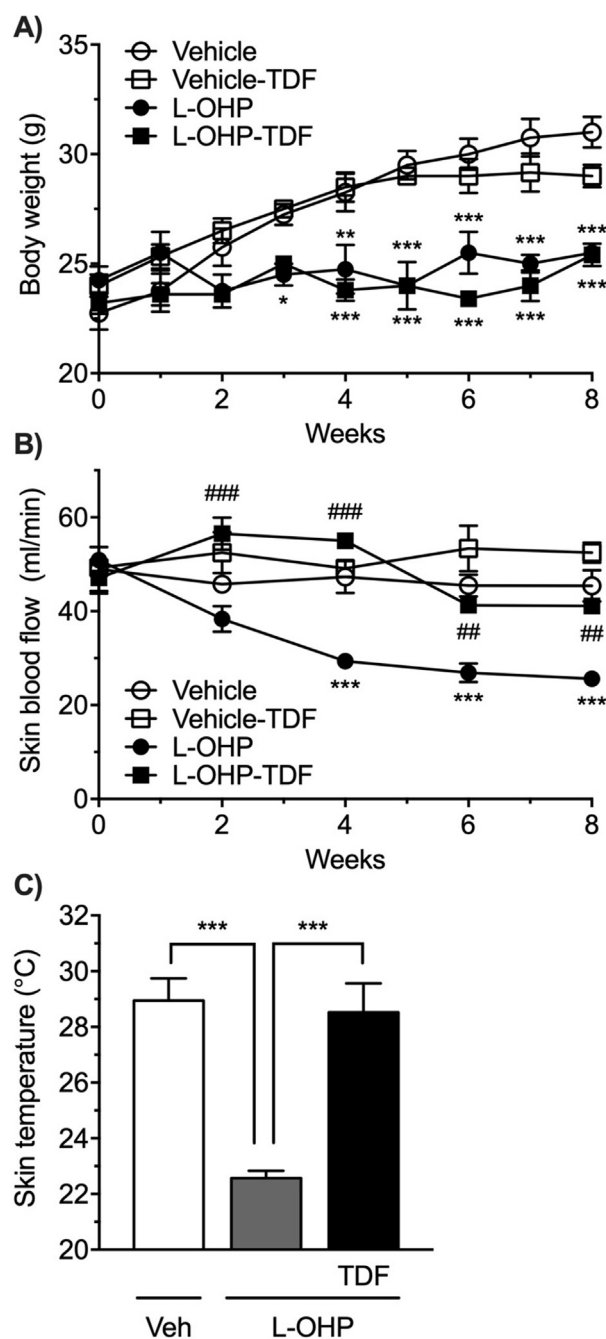 A)
35
30
25
20
Body weight (g)
Vehicle
Vehicle-TDF
L-OHP
L-OHP-TDF
** *** *** *** ***
* *** *** *** *** ***
0 2 4 6 8
Weeks
B)
60
40
20
0
Skin blood flow (ml/min)
### ###
## ##
*** *** ***
Vehicle
Vehicle-TDF
L-OHP
L-OHP-TDF
0 2 4 6 8
Weeks
C)
32
30
28
26
24
22
20
Skin temperature (°C)
*** ***
TDF
Veh L-OHP